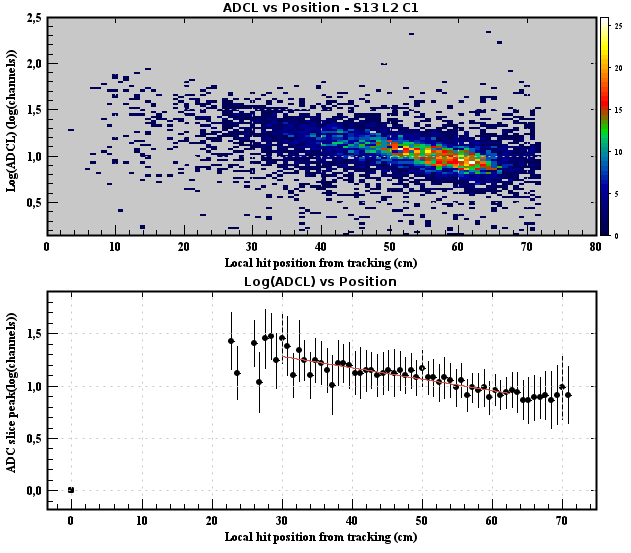 ADCL vs Position - S13 L2 C1
Log(ADCL) (log(channels))
2,5
2,0
1,5
1,0
0,5
0 10 20 30 40 50 60 70 80
25
20
15
10
5
0
Local hit position from tracking (cm)
Log(ADCL) vs Position
ADC slice peak(log(channels))
1,5
1,0
0,5
0,0
0 10 20 30 40 50 60 70
Local hit position from tracking (cm)